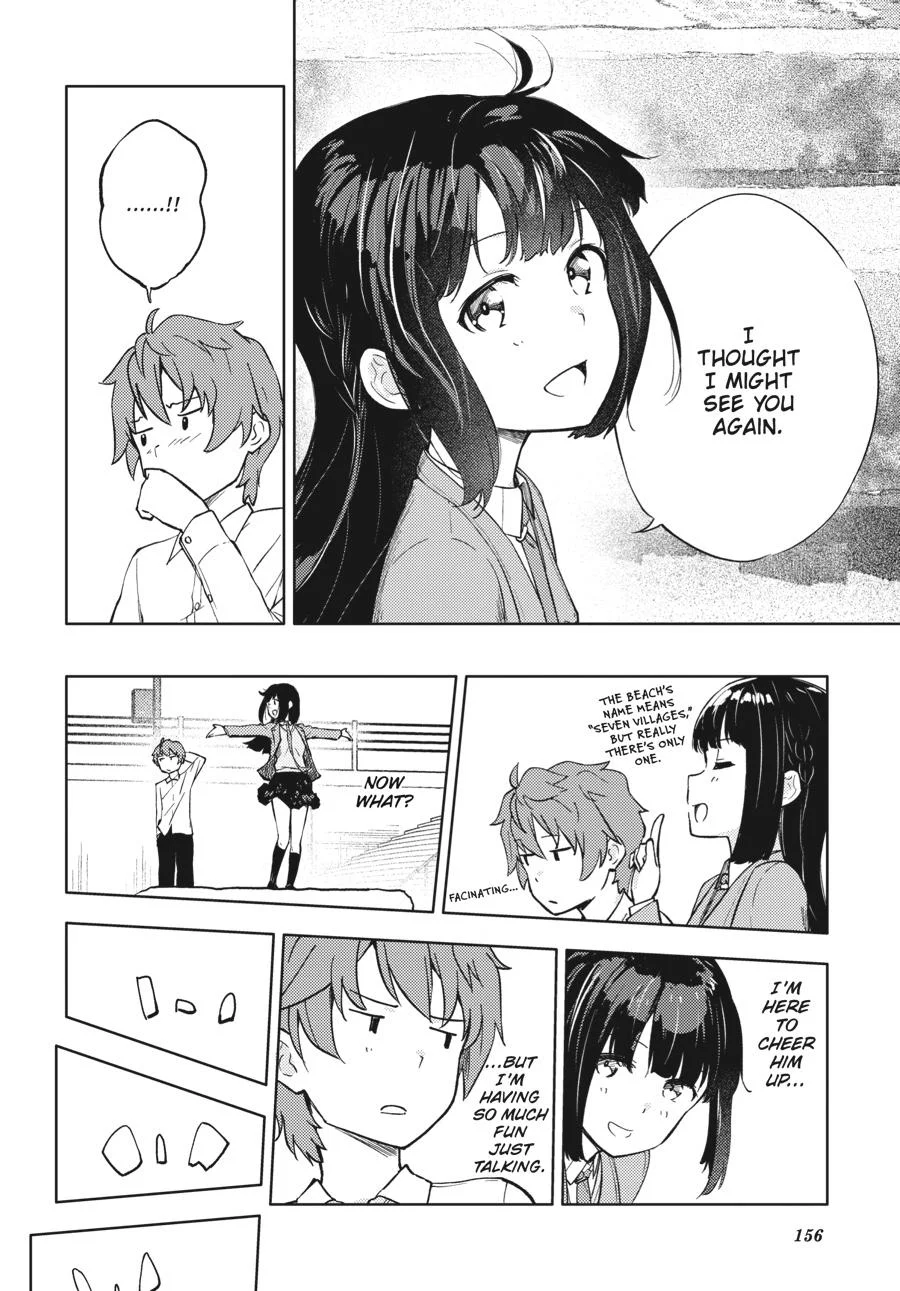 I
THOUGHT
I MIGHT
SEE YOU
AGAIN.
......!!
THE BEACH'S
NAME MEANS
"SEVEN VILLAGES,"
BUT REALLY
THERE'S ONLY
ONE.
FACINATING...
NOW
WHAT?
I'M
HERE
TO
CHEER
HIM
UP...
...BUT
I'M
HAVING
SO MUCH
FUN
JUST
TALKING.
156